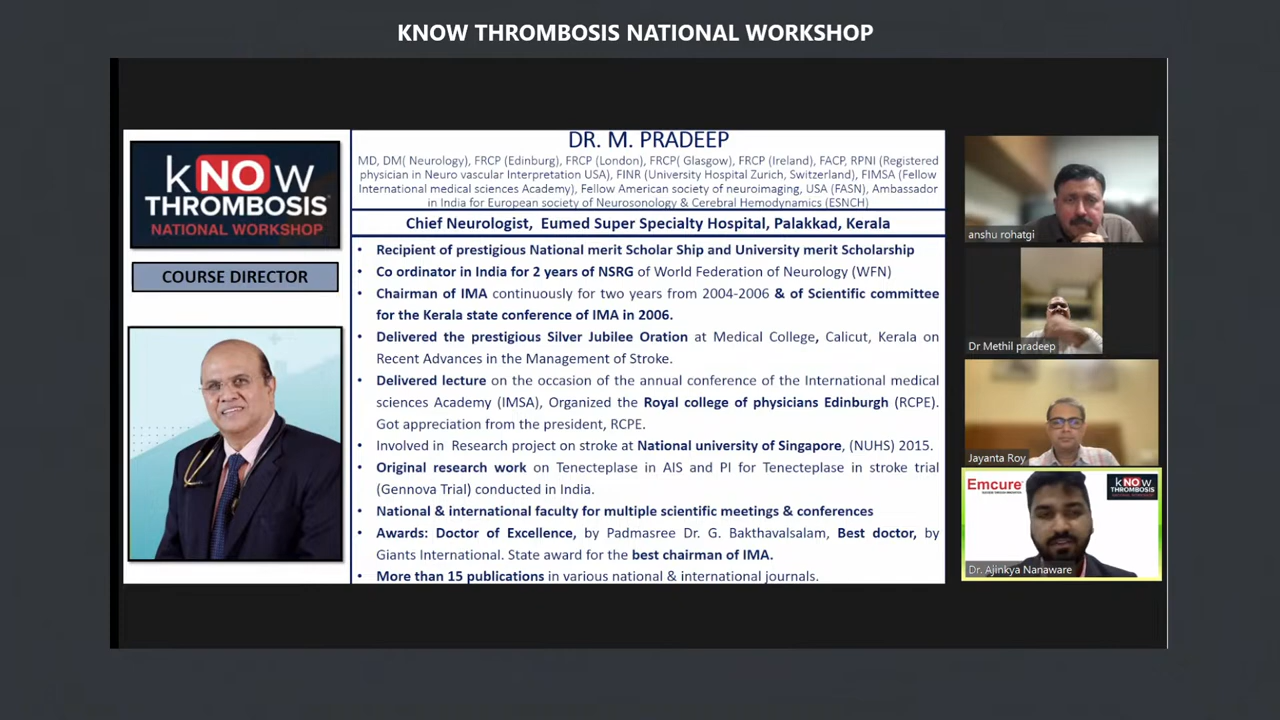 KNOW THROMBOSIS NATIONAL WORKSHOP
kNOw
THROMBOSIS
NATIONAL WORKSHOP
COURSE DIRECTOR
DR. M. PRADEEP
MD, DM( Neurology), FRCP (Edinburg), FRCP (London), FRCP( Glasgow), FRCP (Ireland), FACP, RPNI (Registered
physician in Neuro vascular Interpretation USA), FINR (University Hospital Zurich, Switzerland), FIMSA (Fellow
International medical sciences Academy), Fellow American society of neuroimaging, USA (FASN), Ambassador
in India for European society of Neurosonology & Cerebral Hemodynamics (ESNCH)
Chief Neurologist, Eumed Super Specialty Hospital, Palakkad, Kerala
• Recipient of prestigious National merit Scholar Ship and University merit Scholarship
• Co ordinator in India for 2 years of NSRG of World Federation of Neurology (WFN)
• Chairman of IMA continuously for two years from 2004-2006 & of Scientific committee
for the Kerala state conference of IMA in 2006.
• Delivered the prestigious Silver Jubilee Oration at Medical College, Calicut, Kerala on
Recent Advances in the Management of Stroke.
• Delivered lecture on the occasion of the annual conference of the International medical
sciences Academy (IMSA), Organized the Royal college of physicians Edinburgh (RCPE).
Got appreciation from the president, RCPE.
• Involved in Research project on stroke at National university of Singapore, (NUHS) 2015.
• Original research work on Tenecteplase in AIS and PI for Tenecteplase in stroke trial
(Gennova Trial) conducted in India.
• National & international faculty for multiple scientific meetings & conferences
• Awards: Doctor of Excellence, by Padmasree Dr. G. Bakthavalsalam, Best doctor, by
Giants International. State award for the best chairman of IMA.
• More than 15 publications in various national & international journals.
anshu rohatgi
Dr Methil pradeep
Jayanta Roy
Emcure
kNOw
THROMBOSIS
Dr. Ajinkya Nanaware